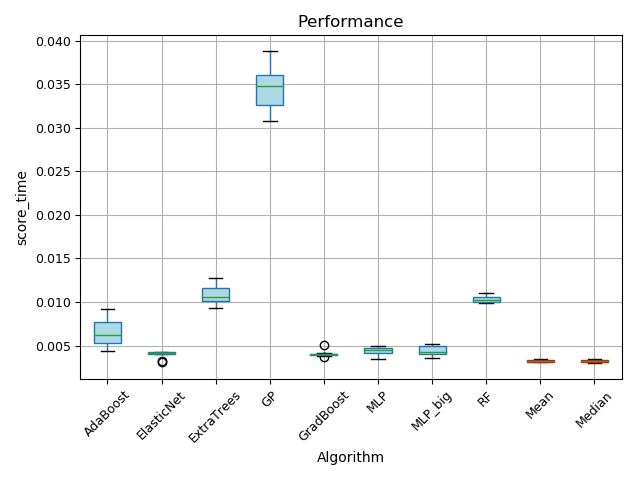 Performance
0.040
0.035
0.030
0.025
0.020
0.015
0.010
0.005
score_time
AdaBoost
ElasticNet
ExtraTrees
GP
GradBoost
MLP
MLP_big
RF
Mean
Median
Algorithm